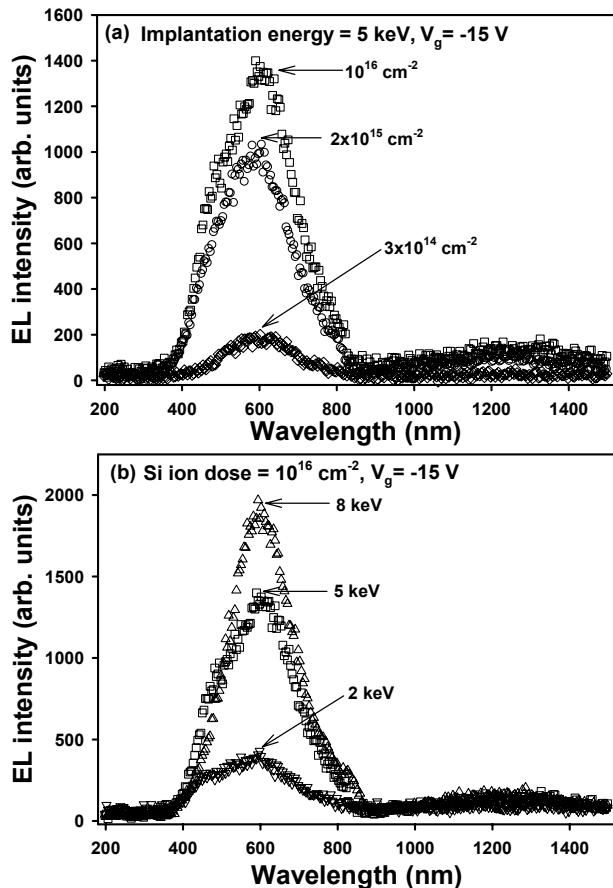 (a) Implantation energy = 5 keV, V_g= -15 V
1600
1400
1200
1000
800
600
400
200
0
EL intensity (arb. units)
10^16 cm^-2
2x10^15 cm^-2
3x10^14 cm^-2
200 400 600 800 1000 1200 1400
Wavelength (nm)
(b) Si ion dose = 10^16 cm^-2, V_g= -15 V
2000
1500
1000
500
0
EL intensity (arb. units)
8 keV
5 keV
2 keV
200 400 600 800 1000 1200 1400
Wavelength (nm)